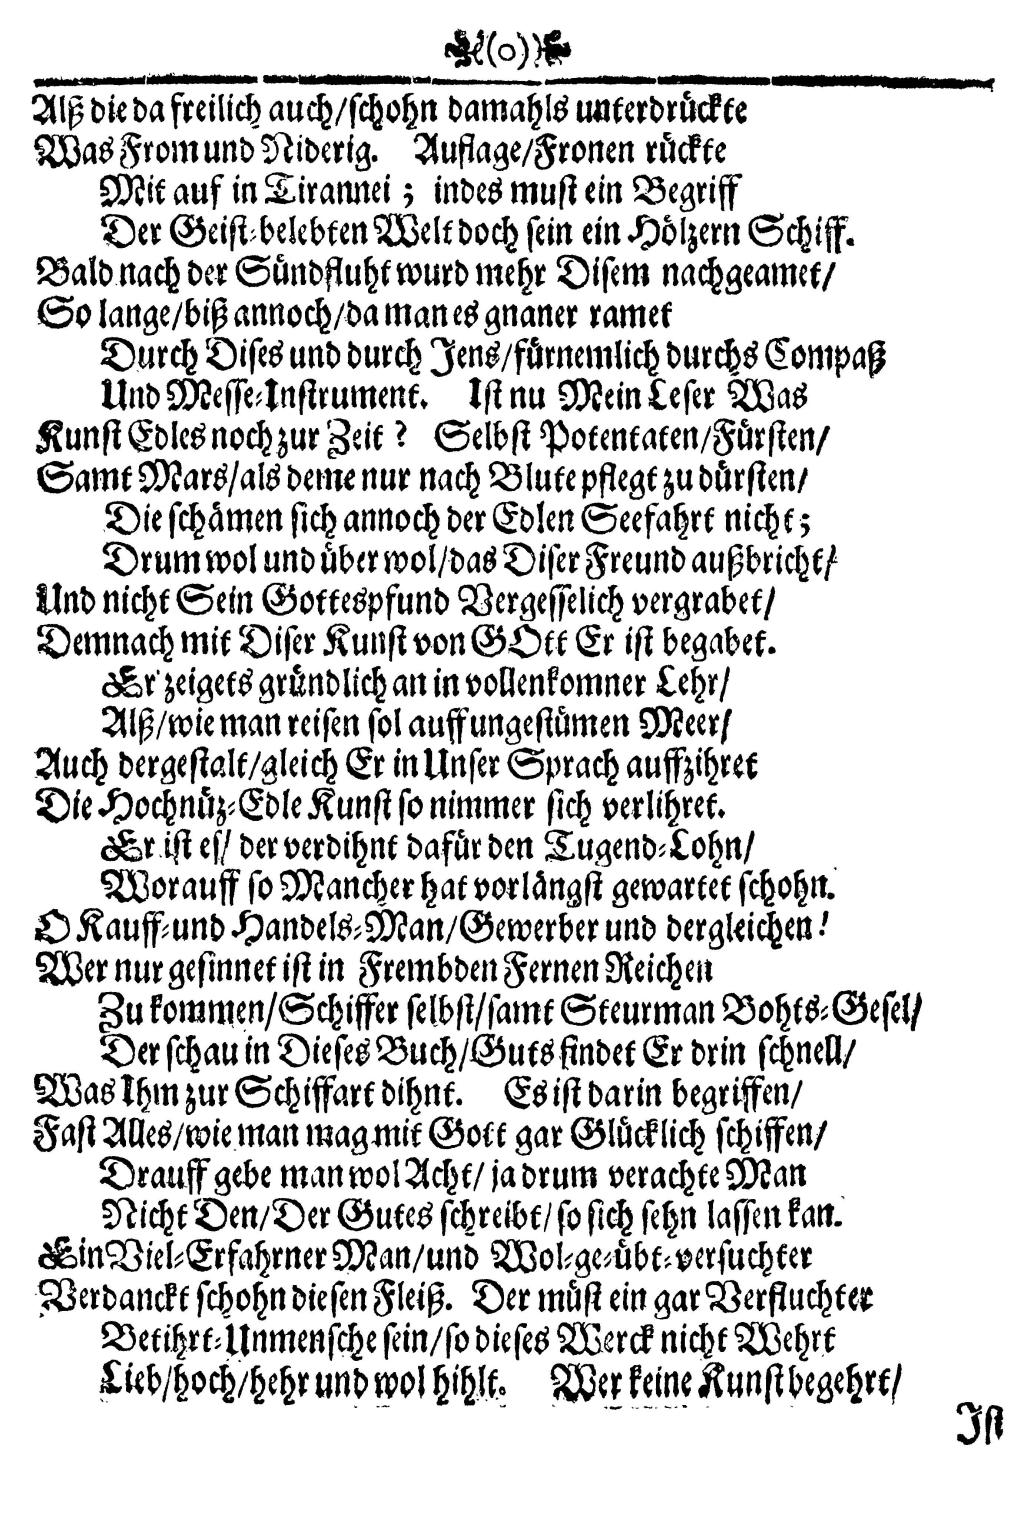 (o)
Alß die da freilich auch/schohn damahls unterdrückte
Was From und Niderig. Auflage/Fronen rückte
Mit auf in Tirannei; indes must ein Begriff
Der Geist-belebten Welt doch sein ein Hölzern Schiff.
Bald nach der Sündfluht wurd mehr Disem nachgeamet/
So lange/biß annoch/da man es gnaner ramet
Durch Dises und durch Jens/fürnemlich durchs Compaß
Und Messe-Instrument. Ist nu Mein Leser Was
Kunst Edles noch zur Zeit? Selbst Potentaten/Fürsten/
Samt Mars/als deme nur nach Blute pflegt zu dürsten/
Die schämen sich annoch der Edlen Seefahrt nicht;
Drum wol und über wol/das Diser Freund außbricht/
Und nicht Sein Gottespfund Vergesselich vergrabet/
Demnach mit Diser Kunst von GOtt Er ist begabet.
Er zeigets gründlich an in vollenkomner Lehr/
Alß/wie man reisen sol auff ungestümen Meer/
Auch dergestalt/gleich Er in Unser Sprach auffzihret
Die Hochnüz-Edle Kunst so nimmer sich verlihret.
Er ist es/ der verdihnt dafür den Tugend-Lohn/
Worauff so Mancher hat vorlängst gewartet schohn.
O Kauff-und Handels-Man/Gewerber und dergleichen!
Wer nur gesinnet ist in Frembden Fernen Reichen
Zu kommen/Schiffer selbst/samt Steurman Bohts-Gesel/
Der schau in Dieses Buch/Guts findet Er drin schnell/
Was Ihm zur Schiffart dihnt. Es ist darin begriffen/
Fast Alles/wie man mag mit Gott gar Glücklich schiffen/
Drauff gebe man wol Acht/ ja drum verachte Man
Nicht Den/Der Gutes schreibt/so sich sehn lassen kan.
Ein Viel-Erfahrner Man/und Wol-ge-übt-versuchter
Verdanckt schohn diesen Fleiß. Der müst ein gar Verfluchter
Betihrt-Unmensche sein/so dieses Werck nicht Wehrt
Lieb/hoch/hehr und wol hihlt. Wer keine Kunst begehrt/
Ist